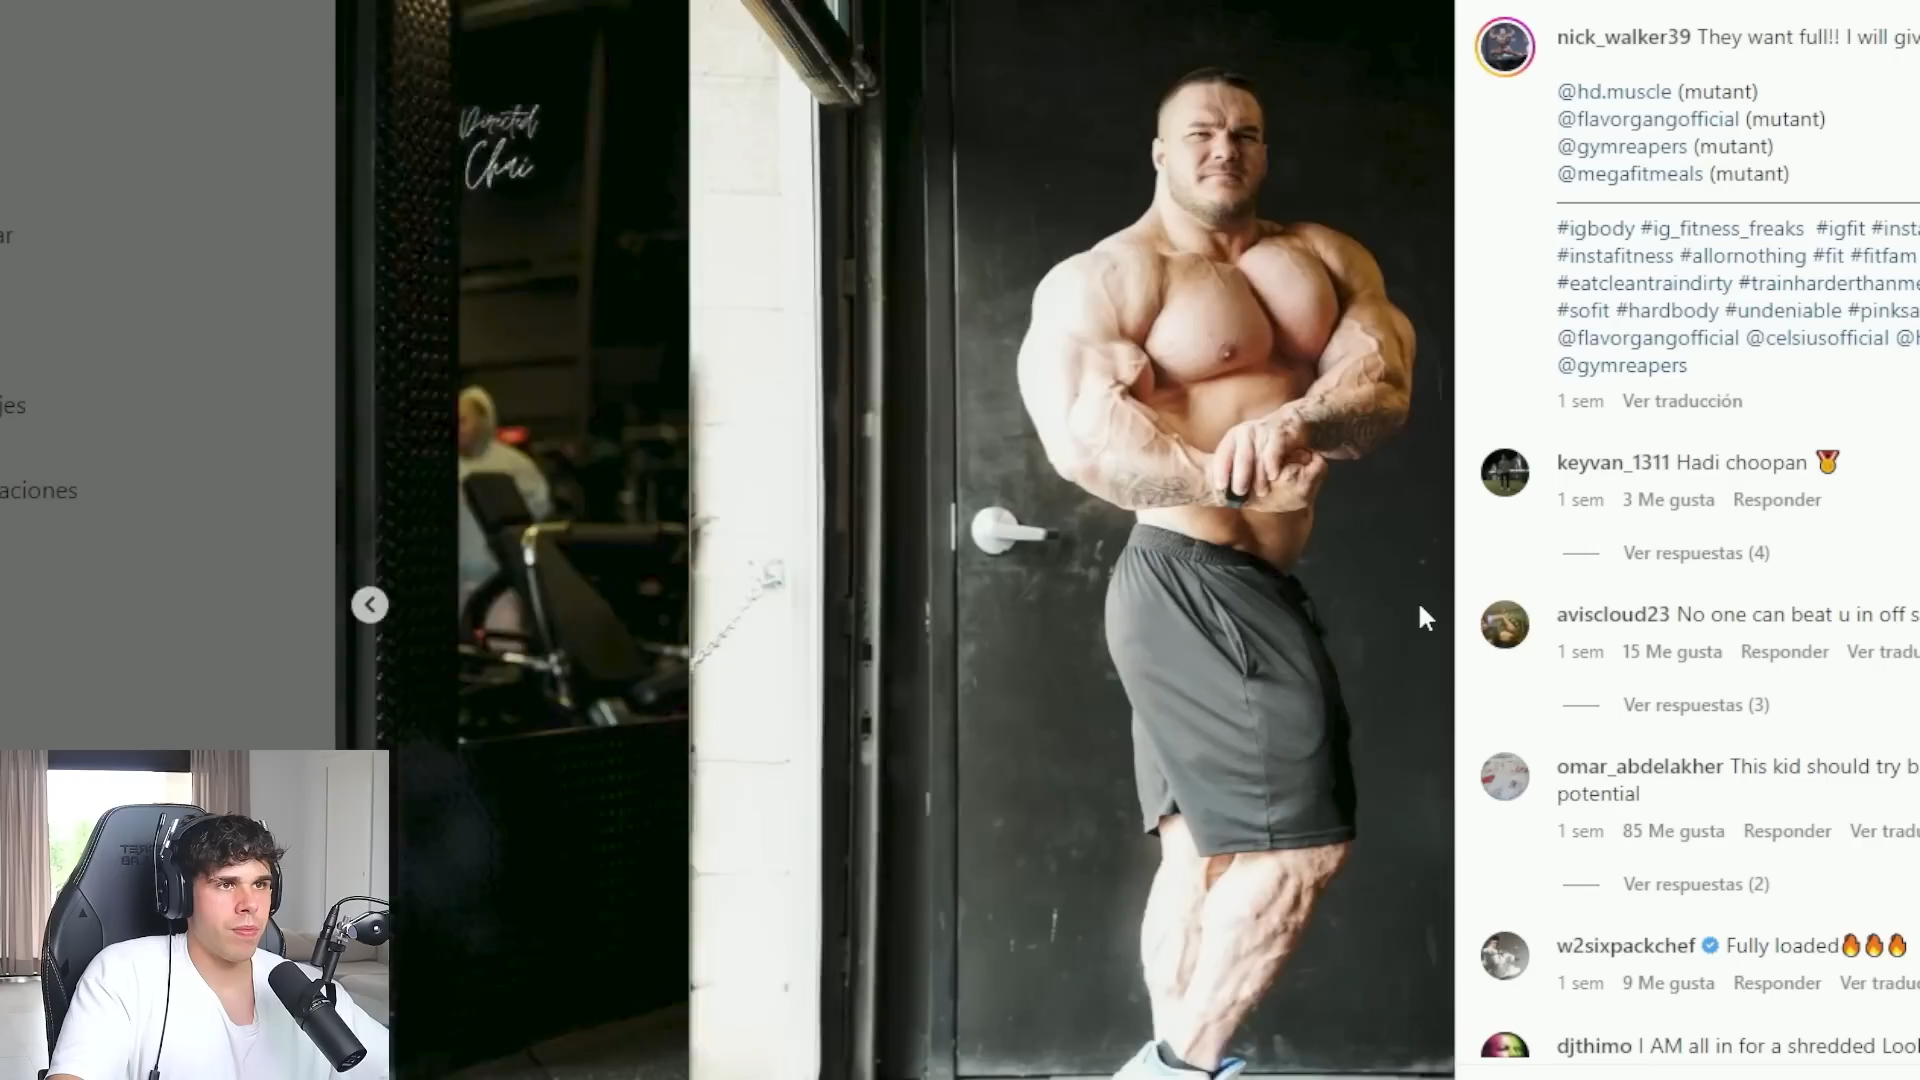 ar
jes
aciones
Directed
Chai
nick_walker39 They want full!! I will giv
@hd.muscle (mutant)
@flavorgangofficial (mutant)
@gymreapers (mutant)
@megafitmeals (mutant)
#igbody #ig_fitness_freaks #igfit #insta
#instafitness #allornothing #fit #fitfam
#eatcleantraindirty #trainharderthanme
#sofit #hardbody #undeniable #pinksa
@flavorgangofficial @celsiusofficial @h
@gymreapers
1 sem Ver traducción
keyvan_1311 Hadi choopan 🏅
1 sem 3 Me gusta Responder
Ver respuestas (4)
aviscloud23 No one can beat u in off s
1 sem 15 Me gusta Responder Ver tradu
Ver respuestas (3)
omar_abdelakher This kid should try b
potential
1 sem 85 Me gusta Responder Ver tradu
Ver respuestas (2)
w2sixpackchef Fully loaded🔥🔥🔥
1 sem 9 Me gusta Responder Ver traduc
djthimo I AM all in for a shredded Look